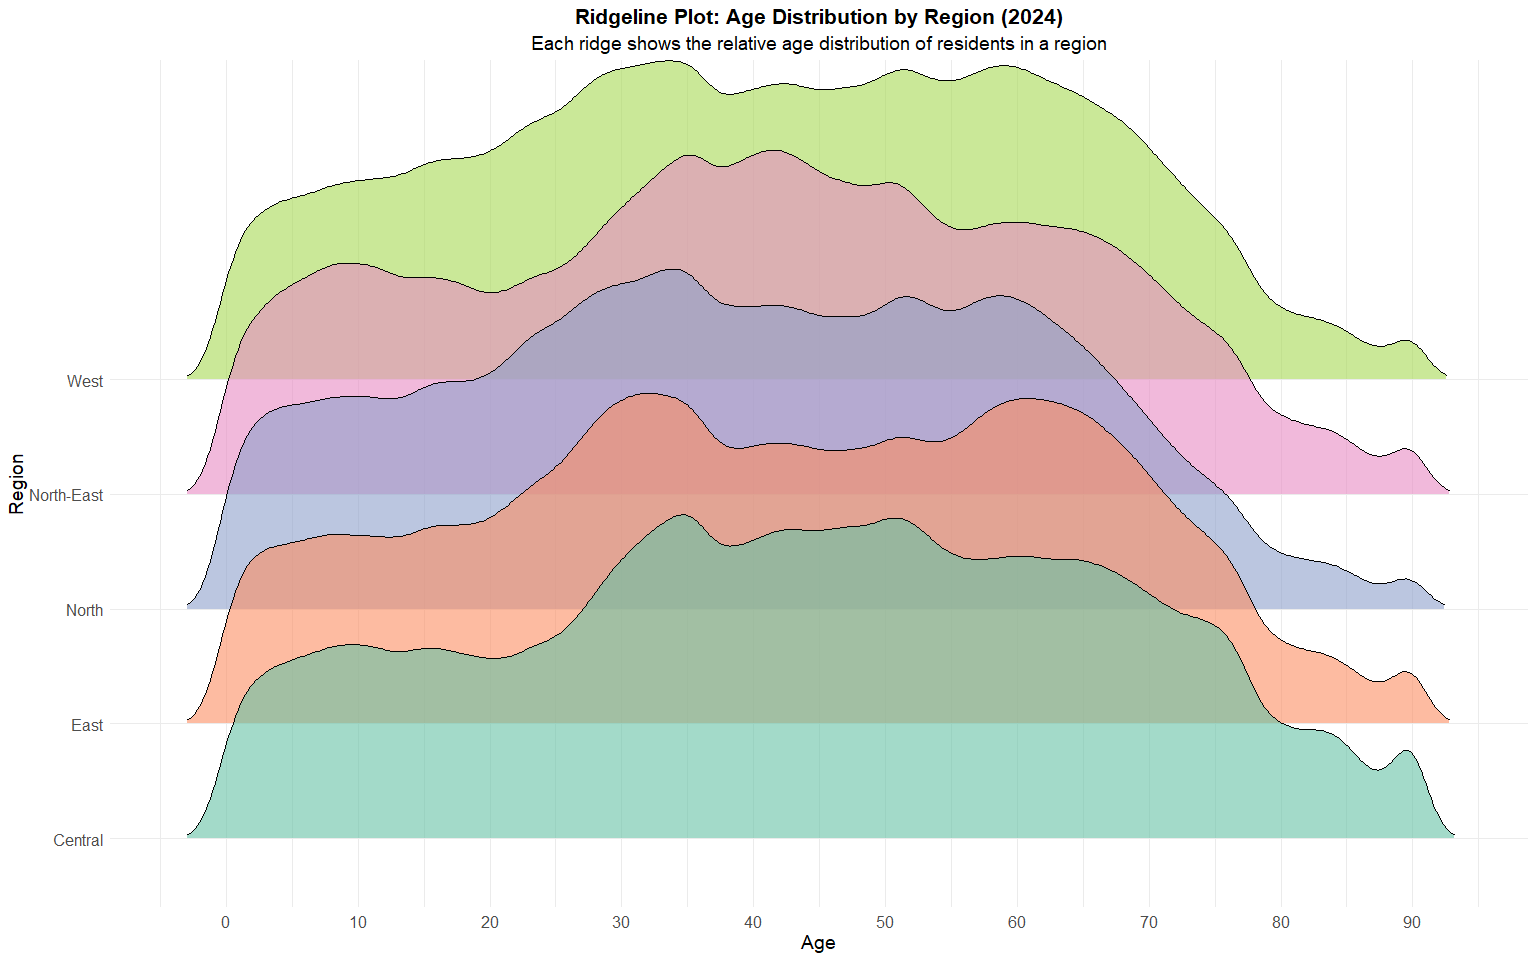 Ridgeline Plot: Age Distribution by Region (2024)
Each ridge shows the relative age distribution of residents in a region
Region
West
North-East
North
East
Central
0 10 20 30 40 50 60 70 80 90
Age